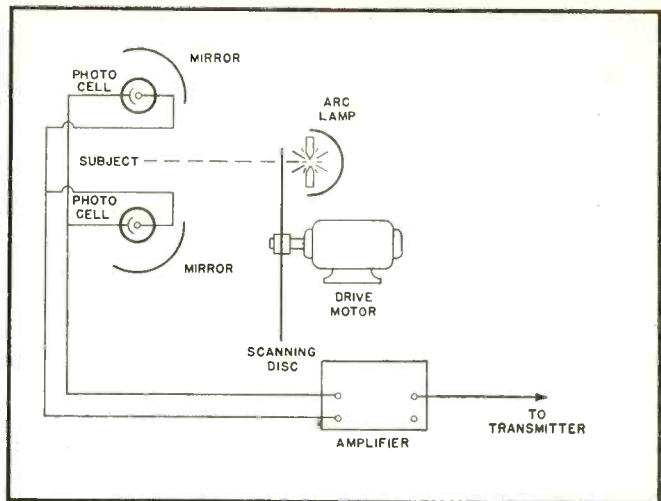 MIRROR
PHOTO
CELL
ARC
LAMP
SUBJECT
PHOTO
CELL
MIRROR
DRIVE
MOTOR
SCANNING
DISC
TO
TRANSMITTER
AMPLIFIER